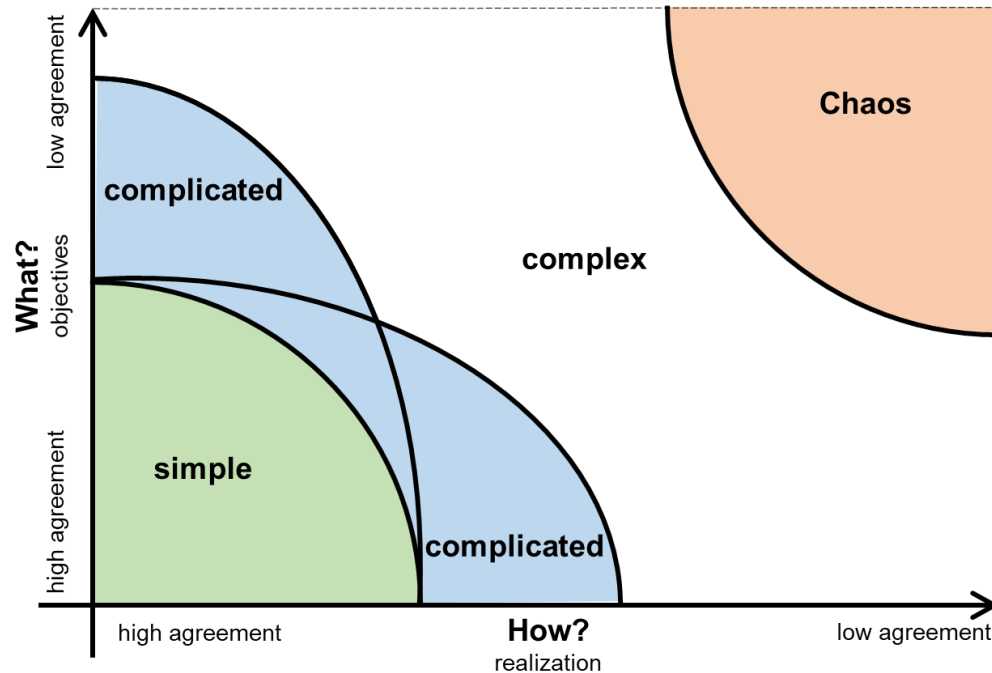 low agreement
Chaos
complicated
What?
objectives
complex
simple
high agreement
complicated
high agreement
How?
low agreement
realization